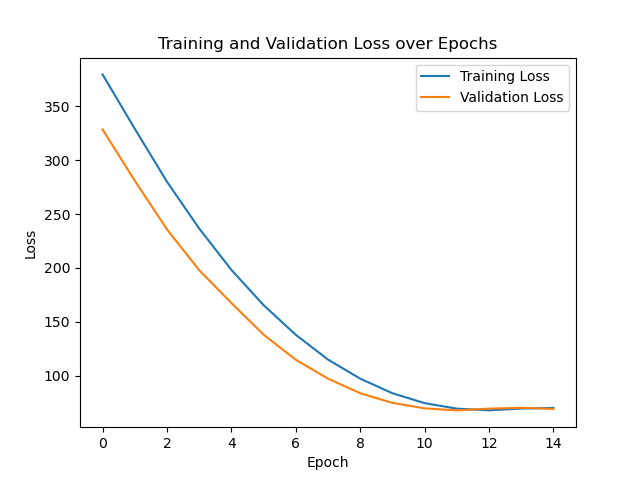 Training and Validation Loss over Epochs
Training Loss
Validation Loss
Loss
350
300
250
200
150
100
0 2 4 6 8 10 12 14
Epoch